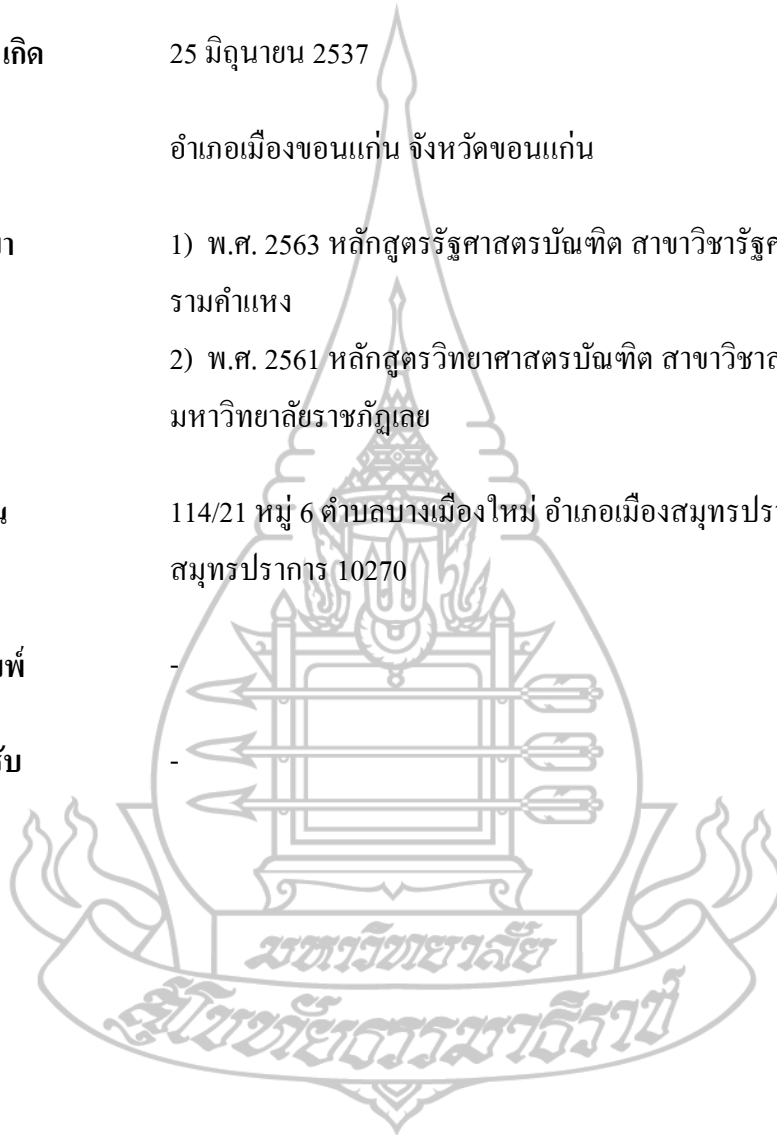 เกิด 25 มิถุนายน 2537
อำเภอเมืองขอนแก่น จังหวัดขอนแก่น
1) พ.ศ. 2563 หลักสูตรรัฐศาสตรบัณฑิต สาขาวิชารัฐศ
รามคำแหง
2) พ.ศ. 2561 หลักสูตรวิทยาศาสตรบัณฑิต สาขาวิชาส
มหาวิทยาลัยราชภัฏเลย
น 114/21 หมู่ 6 ตำบลบางเมืองใหม่ อำเภอเมืองสมุทรปรา
สมุทรปราการ 10270
มพ์ -
รับ -
มหาวิทยาลัย
สุโขทัยธรรมาธิราช